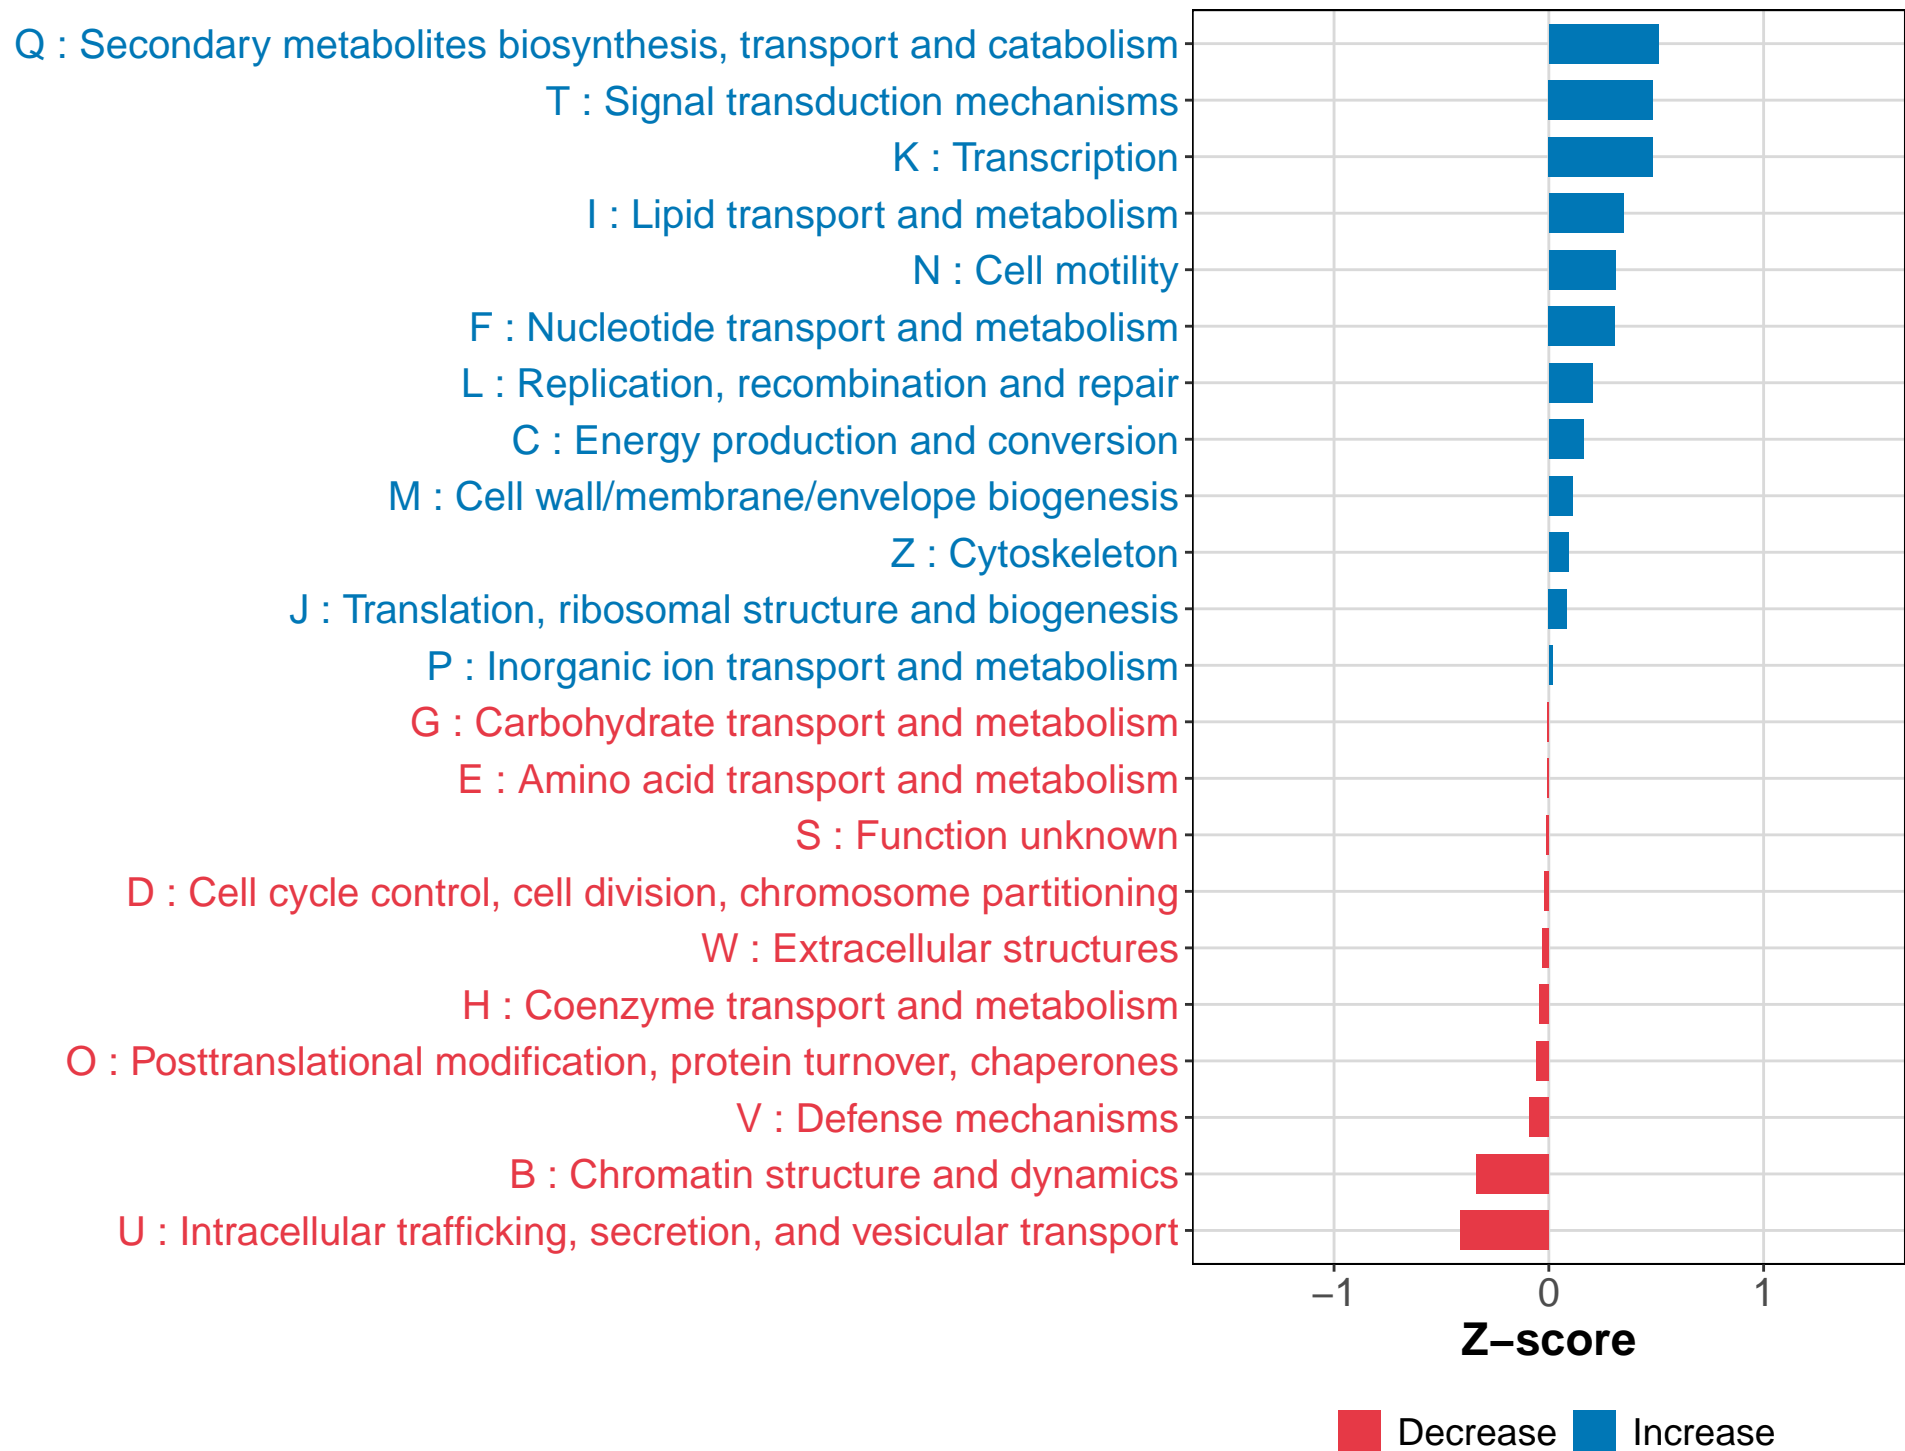 Q : Secondary metabolites biosynthesis, transport and catabolism
T : Signal transduction mechanisms
K : Transcription
I : Lipid transport and metabolism
N : Cell motility
F : Nucleotide transport and metabolism
L : Replication, recombination and repair
C : Energy production and conversion
M : Cell wall/membrane/envelope biogenesis
Z : Cytoskeleton
J : Translation, ribosomal structure and biogenesis
P : Inorganic ion transport and metabolism
G : Carbohydrate transport and metabolism
E : Amino acid transport and metabolism
S : Function unknown
D : Cell cycle control, cell division, chromosome partitioning
W : Extracellular structures
H : Coenzyme transport and metabolism
O : Posttranslational modification, protein turnover, chaperones
V : Defense mechanisms
B : Chromatin structure and dynamics
U : Intracellular trafficking, secretion, and vesicular transport
−1 0 1
Z−score
Decrease Increase